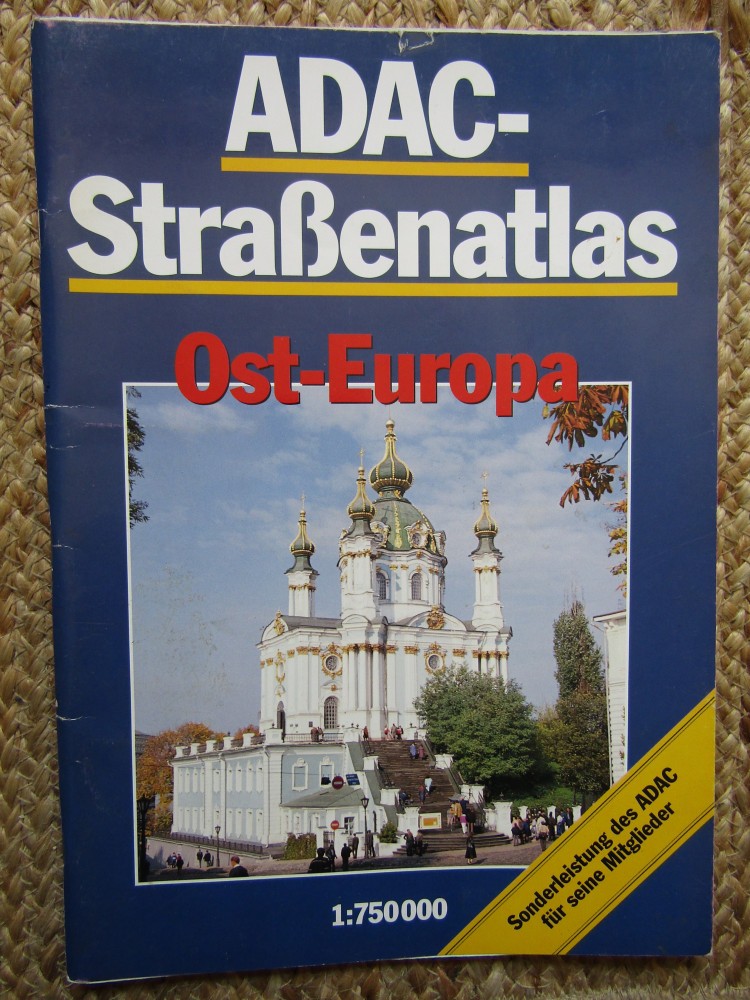 ADAC-
Straßenatlas
Ost-Europa
1:750000
Sonderleistung des ADAC
für seine Mitglieder